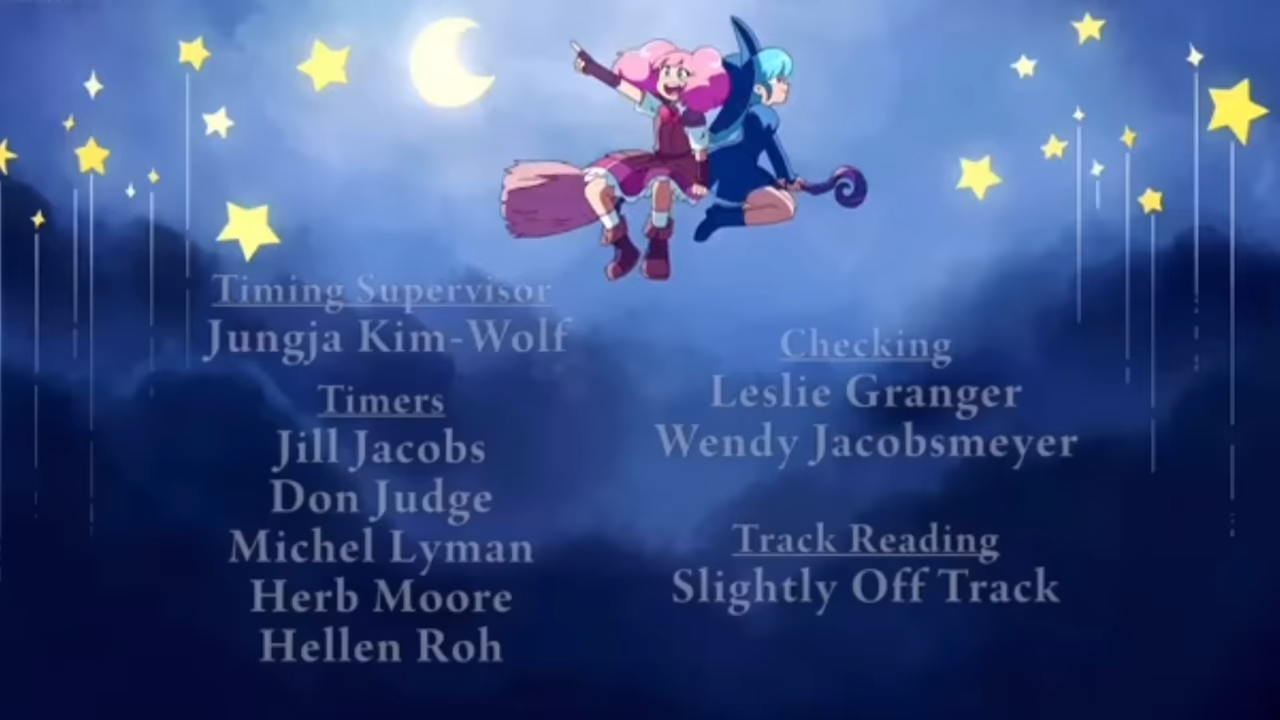 Timing Supervisor
Jungja Kim-Wolf
Timers
Jill Jacobs
Don Judge
Michel Lyman
Herb Moore
Hellen Roh
Checking
Leslie Granger
Wendy Jacobsmeyer
Track Reading
Slightly Off Track